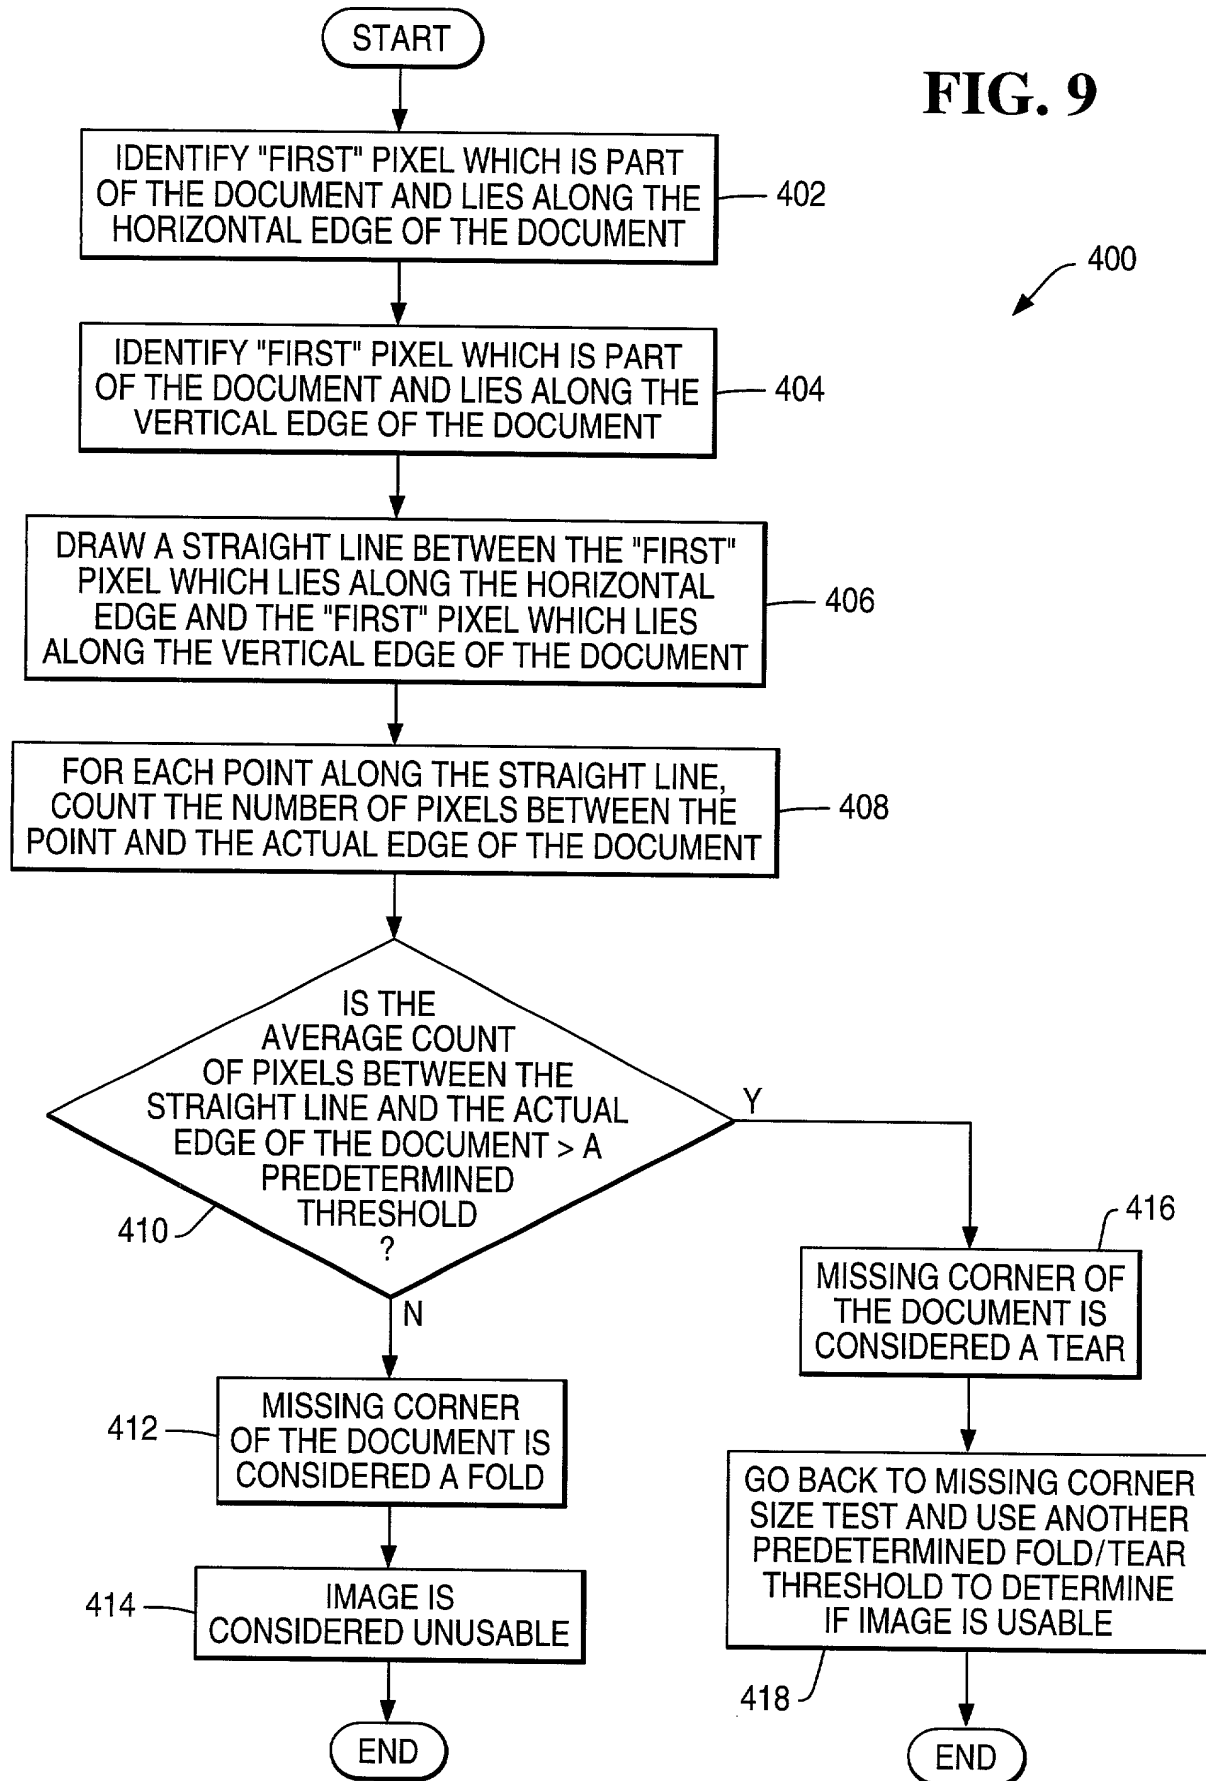 START
FIG. 9
IDENTIFY "FIRST" PIXEL WHICH IS PART
OF THE DOCUMENT AND LIES ALONG THE
HORIZONTAL EDGE OF THE DOCUMENT
402
400
IDENTIFY "FIRST" PIXEL WHICH IS PART
OF THE DOCUMENT AND LIES ALONG THE
VERTICAL EDGE OF THE DOCUMENT
404
DRAW A STRAIGHT LINE BETWEEN THE "FIRST"
PIXEL WHICH LIES ALONG THE HORIZONTAL
EDGE AND THE "FIRST" PIXEL WHICH LIES
ALONG THE VERTICAL EDGE OF THE DOCUMENT
406
FOR EACH POINT ALONG THE STRAIGHT LINE,
COUNT THE NUMBER OF PIXELS BETWEEN THE
POINT AND THE ACTUAL EDGE OF THE DOCUMENT
408
IS THE
AVERAGE COUNT
OF PIXELS BETWEEN THE
STRAIGHT LINE AND THE ACTUAL
EDGE OF THE DOCUMENT > A
PREDETERMINED
THRESHOLD
?
410
Y
N
416
MISSING CORNER OF
THE DOCUMENT IS
CONSIDERED A TEAR
412
MISSING CORNER
OF THE DOCUMENT IS
CONSIDERED A FOLD
GO BACK TO MISSING CORNER
SIZE TEST AND USE ANOTHER
PREDETERMINED FOLD/TEAR
THRESHOLD TO DETERMINE
IF IMAGE IS USABLE
414
IMAGE IS
CONSIDERED UNUSABLE
418
END
END